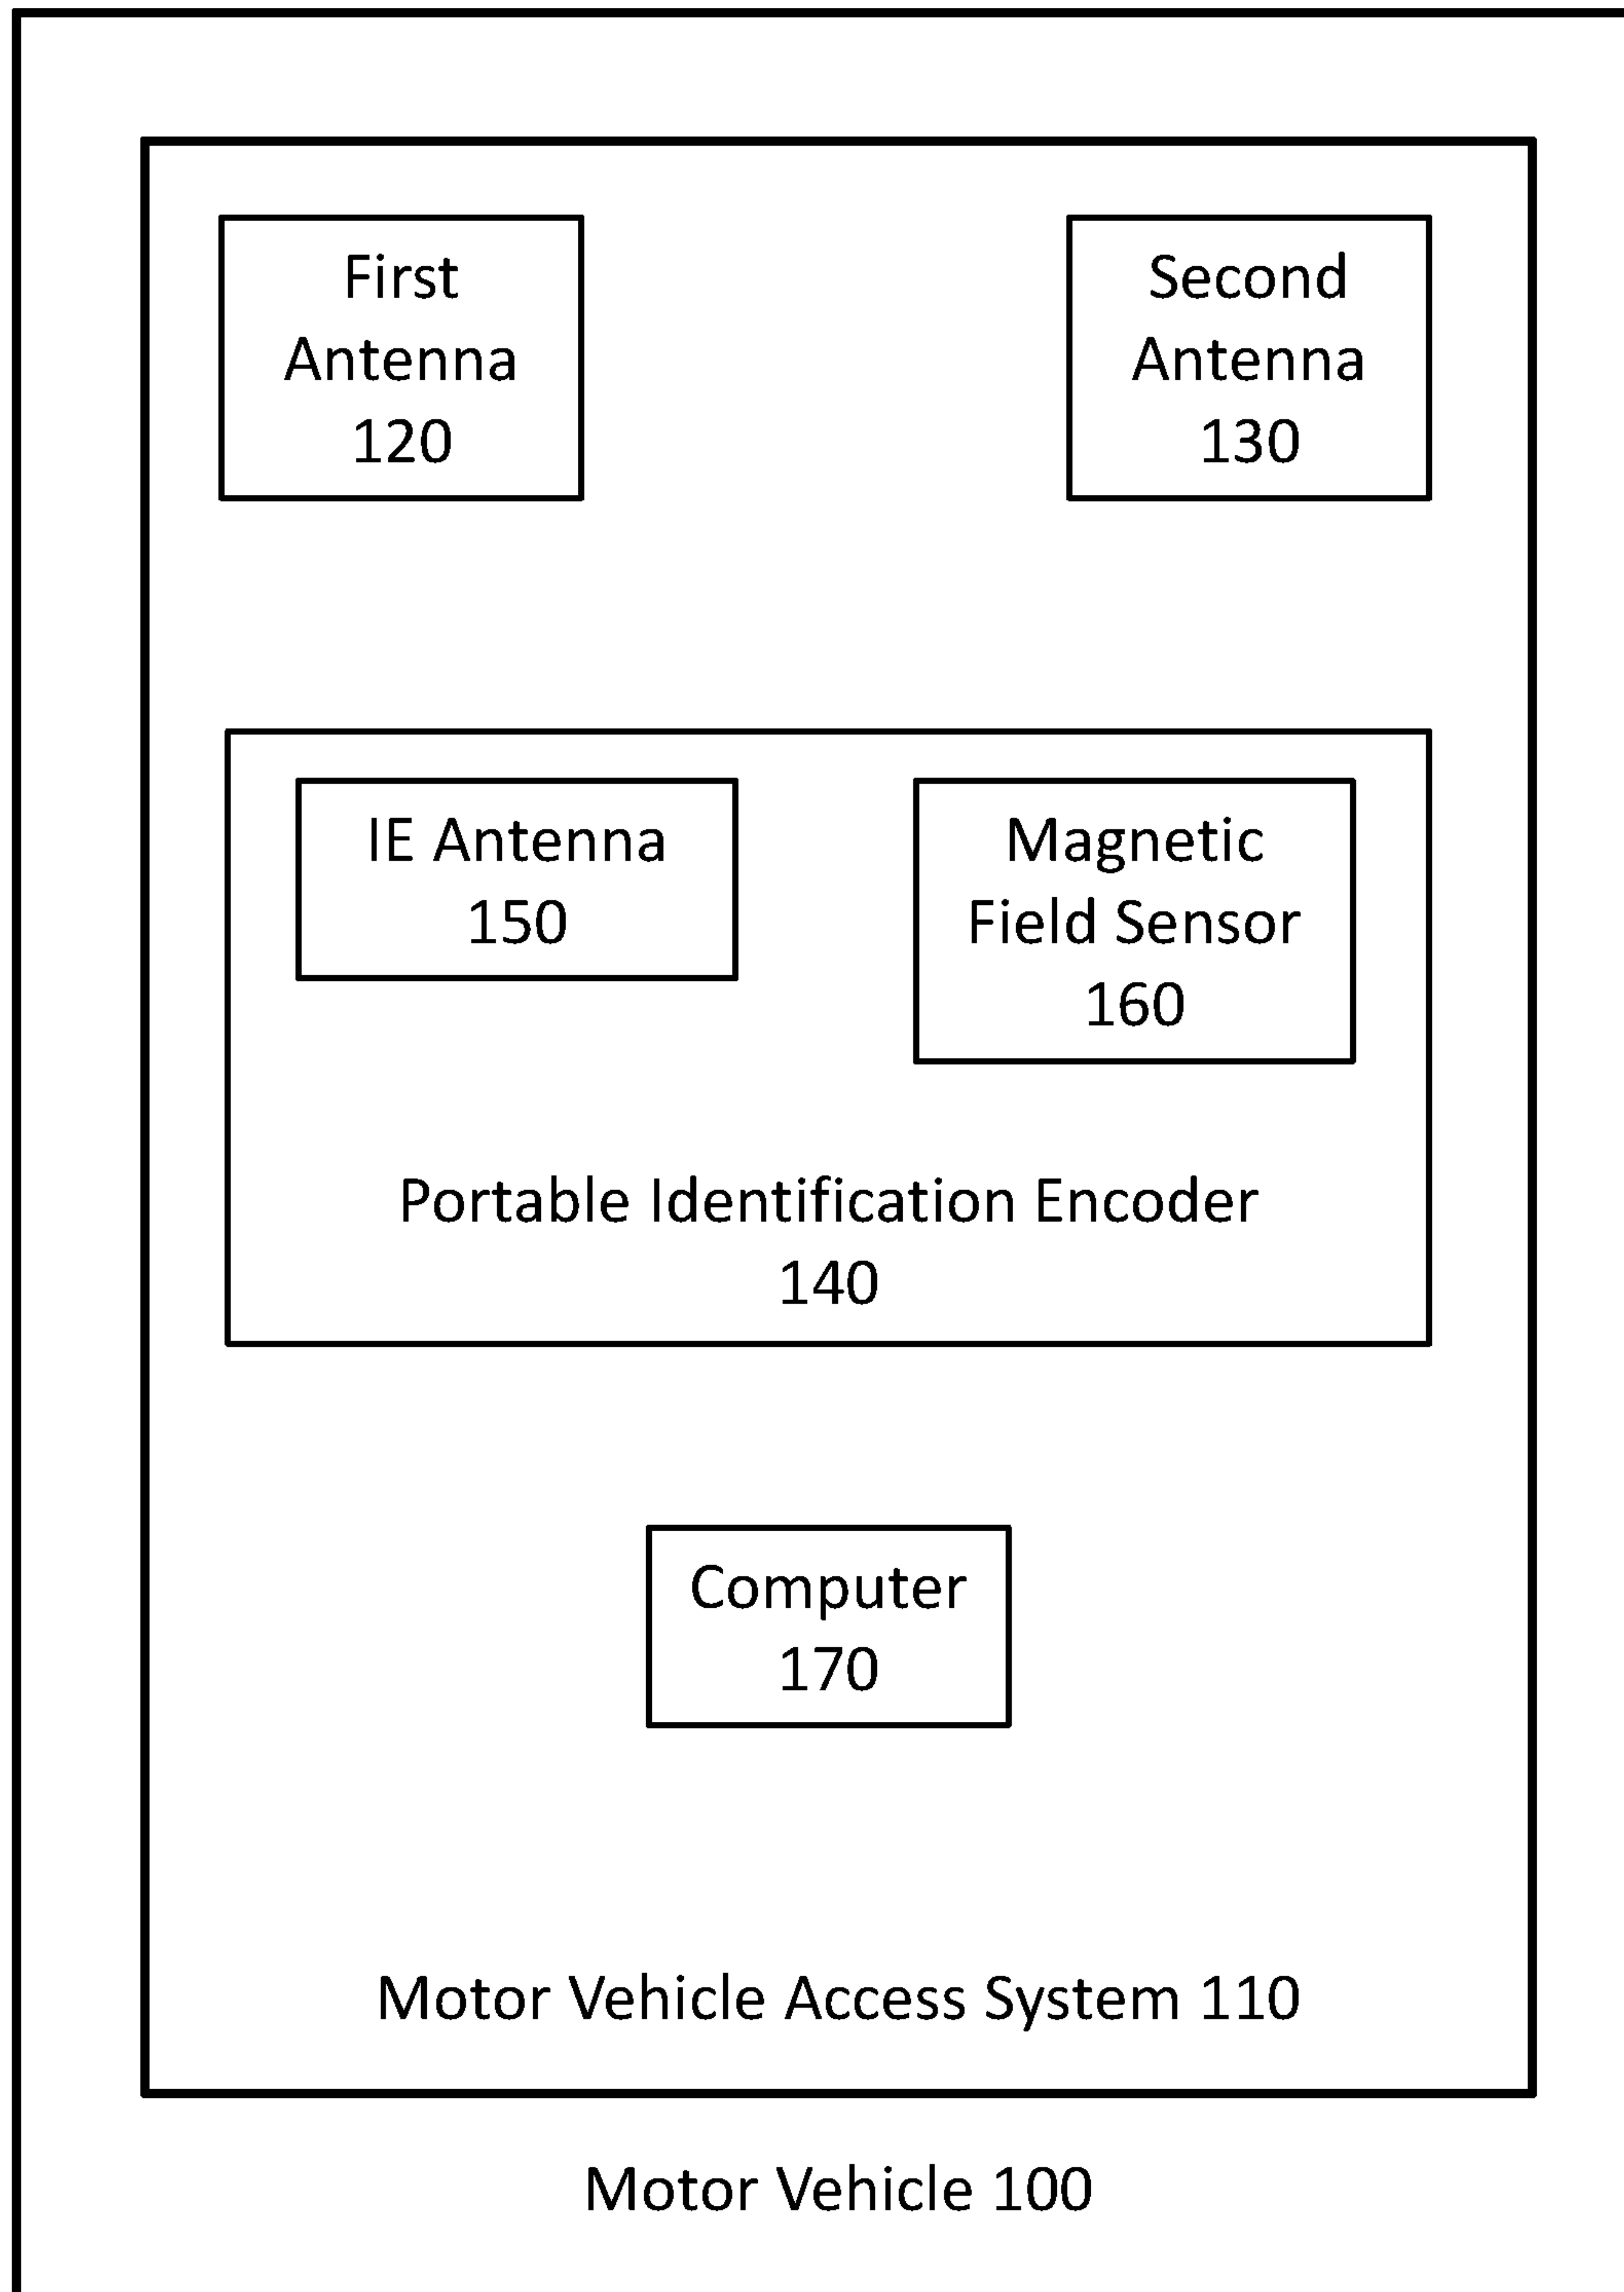 First
Antenna
120
Second
Antenna
130
IE Antenna
150
Magnetic
Field Sensor
160
Portable Identification Encoder
140
Computer
170
Motor Vehicle Access System 110
Motor Vehicle 100